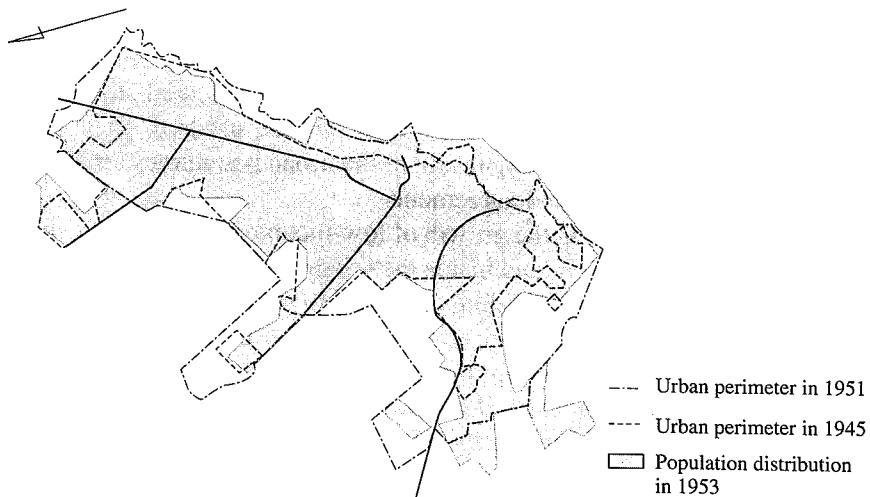 Urban perimeter in 1951
Urban perimeter in 1945
Population distribution
in 1953